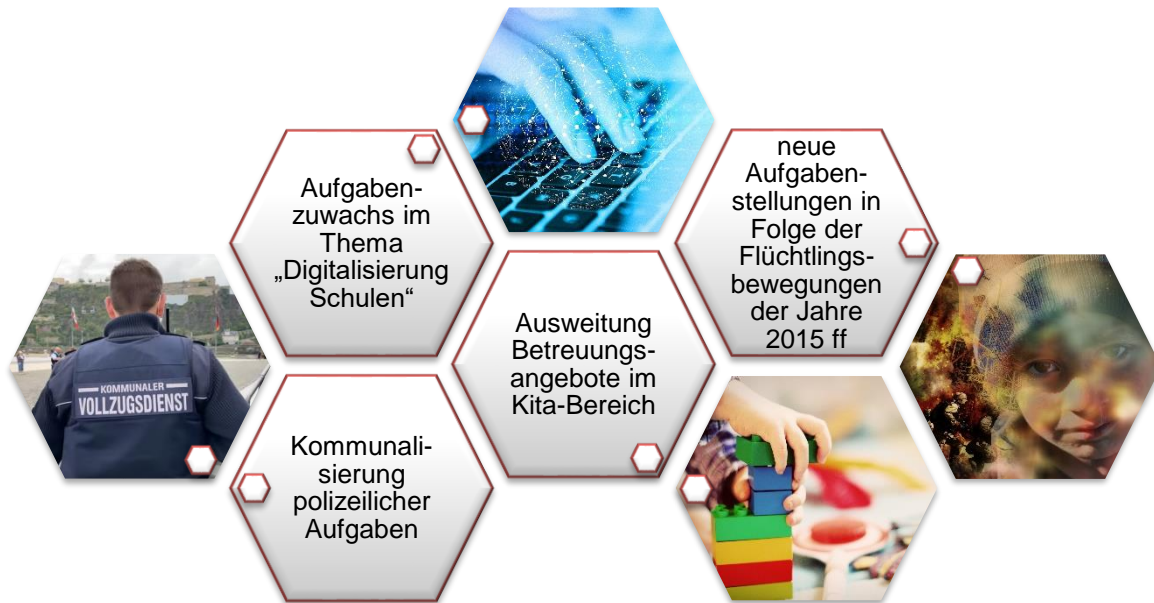 Aufgaben-
zuwachs im
Thema
„Digitalisierung
Schulen“
neue
Aufgaben-
stellungen in
Folge der
Flüchtlings-
bewegungen
der Jahre
2015 ff
Ausweitung
Betreuungs-
angebote im
Kita-Bereich
KOMMUNALER
VOLLZUGSDIENST
Kommunali-
sierung
polizeilicher
Aufgaben